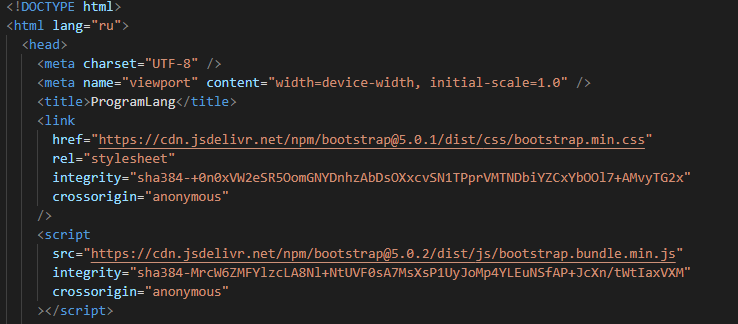 <!DOCTYPE html>
<html lang="ru">
<head>
<meta charset="UTF-8" />
<meta name="viewport" content="width=device-width, initial-scale=1.0" />
<title>ProgramLang</title>
<link
href="https://cdn.jsdelivr.net/npm/bootstrap@5.0.1/dist/css/bootstrap.min.css"
rel="stylesheet"
integrity="sha384-+0n0xVW2eSR5OomGNYDnhzAbDsOXxcvSN1TPprVMTNDbiYZCxYbOOl7+AMvyTG2x"
crossorigin="anonymous"
/>
<script
src="https://cdn.jsdelivr.net/npm/bootstrap@5.0.2/dist/js/bootstrap.bundle.min.js"
integrity="sha384-MrcW6ZMFYlzcLA8Nl+NtUVF0sA7MsXsP1UyJoMp4YLEuNSfAP+JcXn/tWtIaxVXM"
crossorigin="anonymous"
></script>